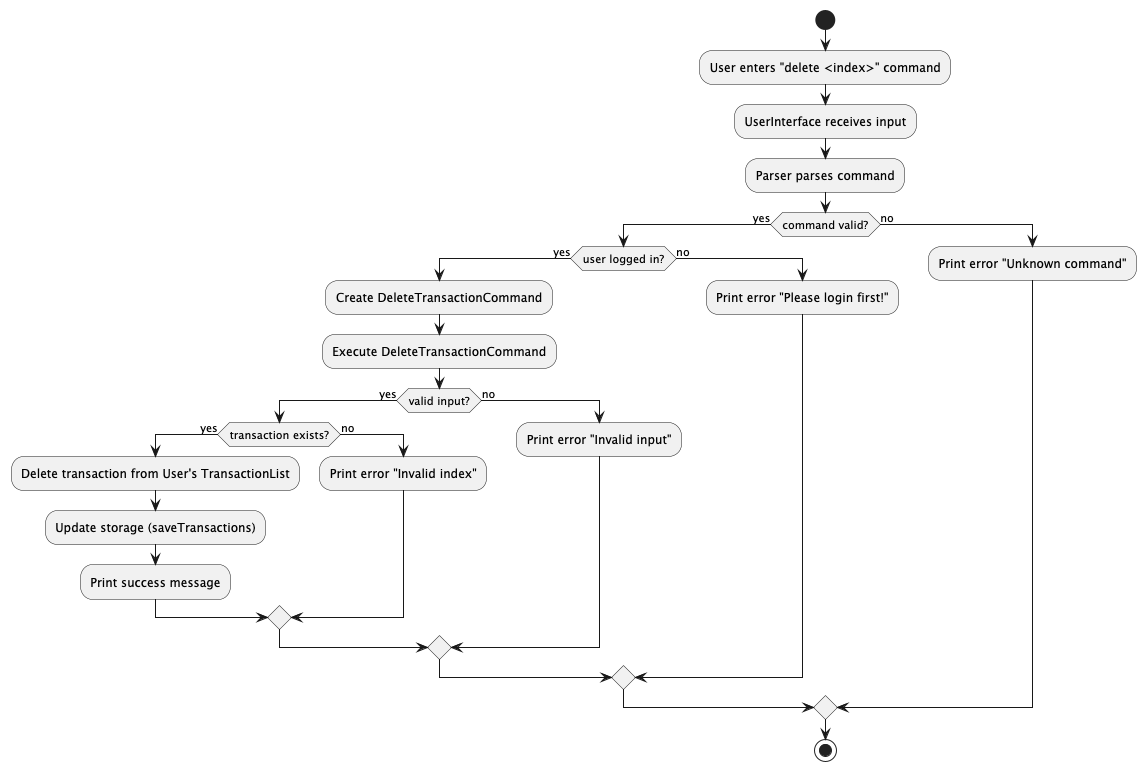 User enters "delete <index>" command
UserInterface receives input
Parser parses command
yes
command valid?
no
yes
user logged in?
no
Print error "Unknown command"
Create DeleteTransactionCommand
Print error "Please login first!"
Execute DeleteTransactionCommand
yes
valid input?
no
yes
transaction exists?
no
Print error "Invalid input"
Delete transaction from User's TransactionList
Print error "Invalid index"
Update storage (saveTransactions)
Print success message